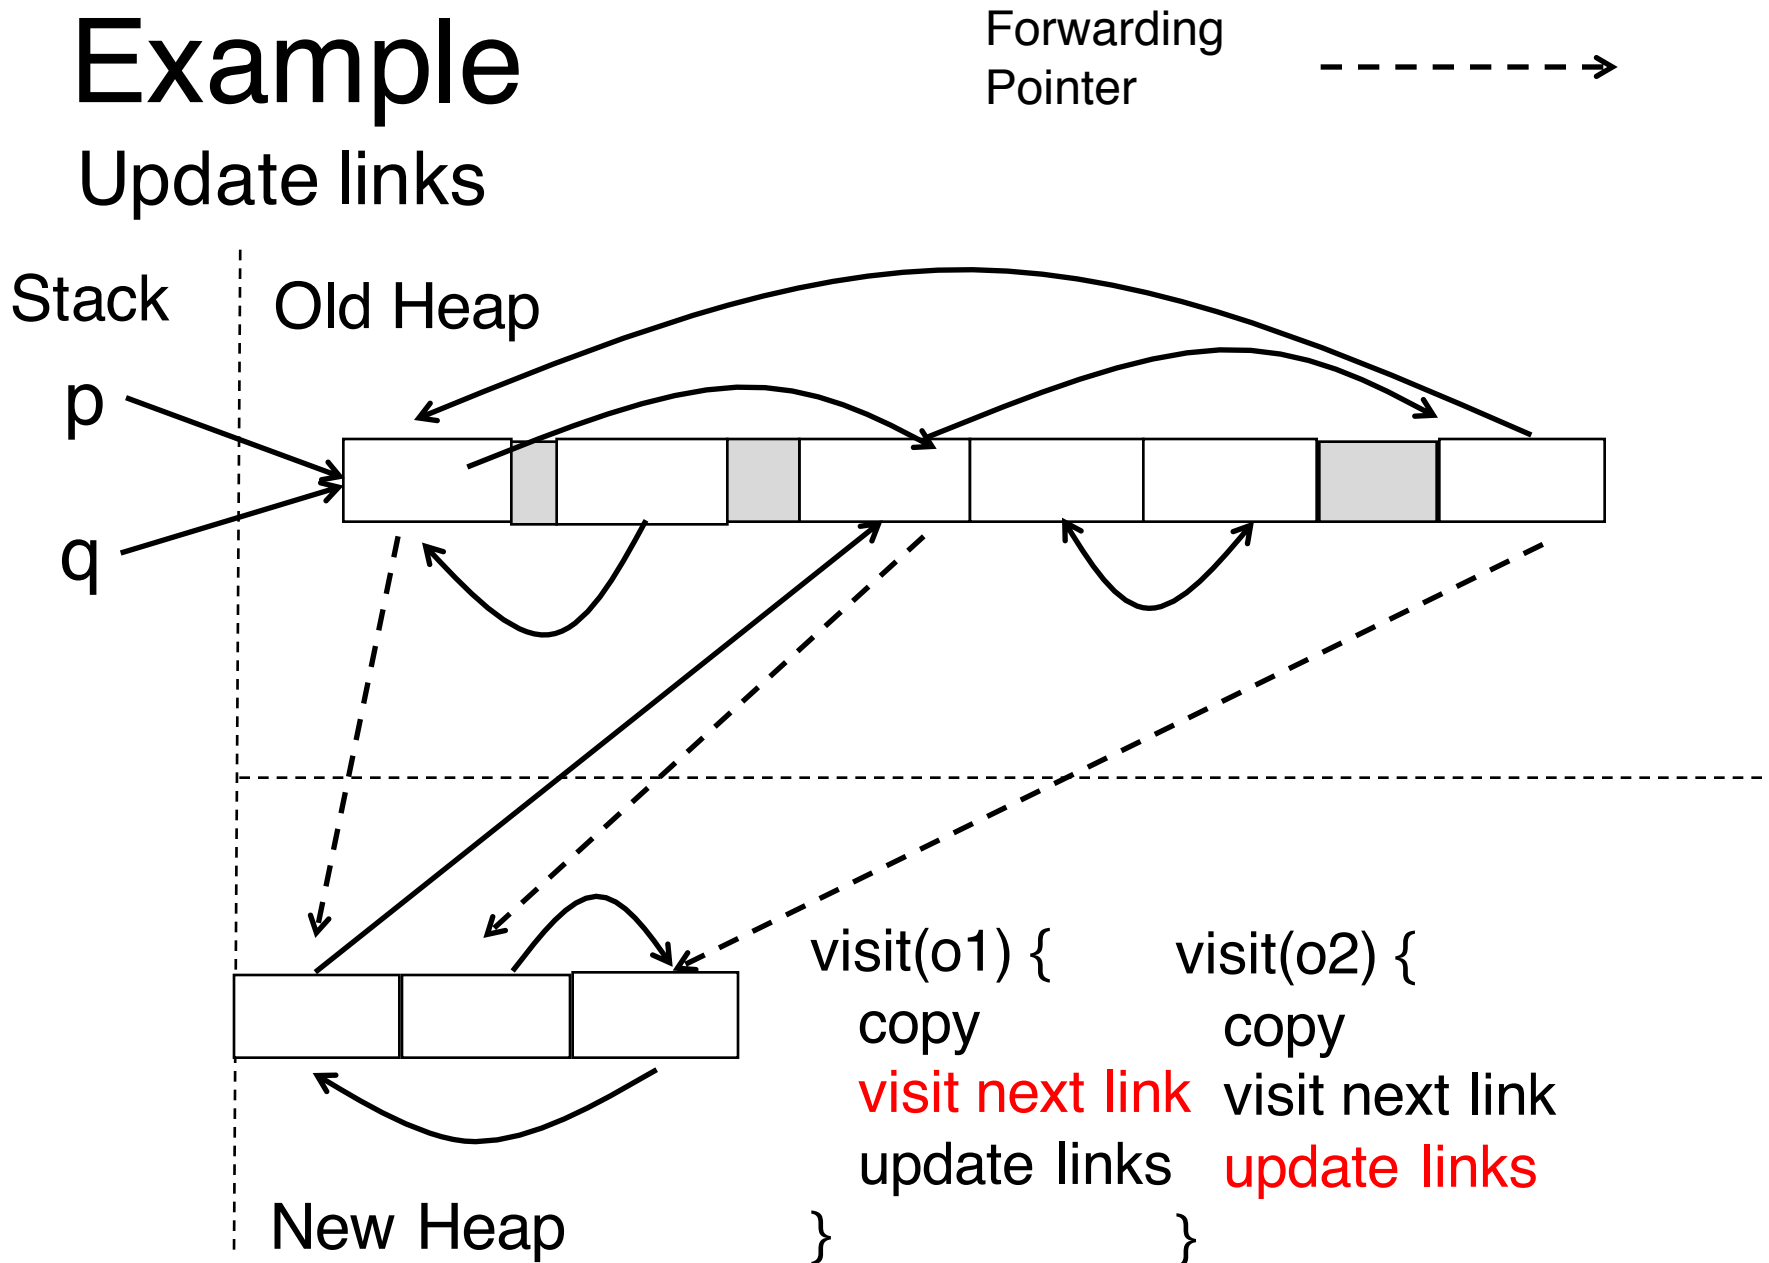 Example
Forwarding
Pointer
Update links
Stack
Old Heap
p
q
visit(o1) {
copy
visit next link
update links
}
visit(o2) {
copy
visit next link
update links
}
New Heap